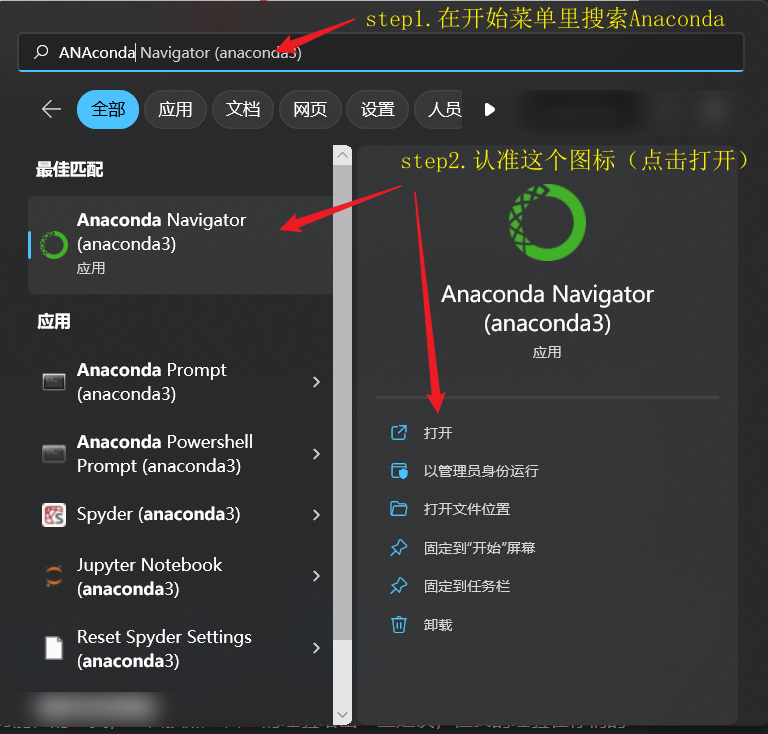 step1.在开始菜单里搜索Anaconda
ANAconda Navigator (anaconda3)
全部 应用 文档 网页 设置 人员
最佳匹配
step2.认准这个图标（点击打开）
Anaconda Navigator
(anaconda3)
应用
应用
Anaconda Prompt
(anaconda3)
Anaconda Powershell
Prompt (anaconda3)
Spyder (anaconda3)
Jupyter Notebook
(anaconda3)
Reset Spyder Settings
(anaconda3)
Anaconda Navigator
(anaconda3)
应用
打开
以管理员身份运行
打开文件位置
固定到“开始”屏幕
固定到任务栏
卸载